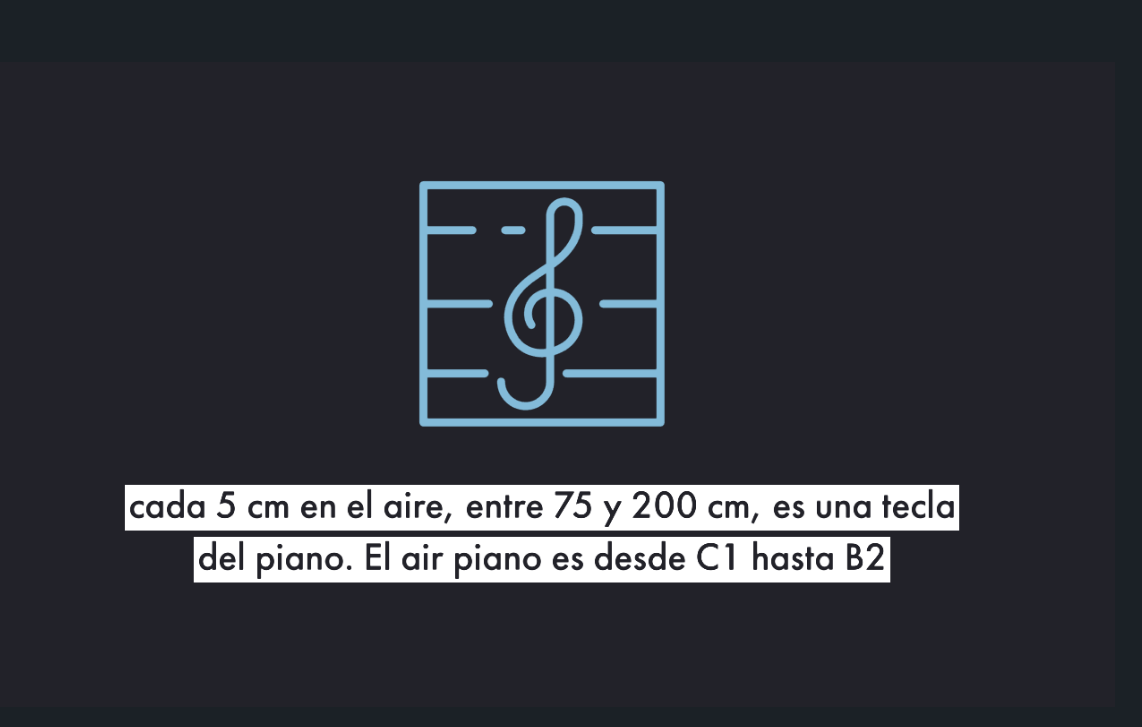 cada 5 cm en el aire, entre 75 y 200 cm, es una tecla
del piano. El air piano es desde C1 hasta B2